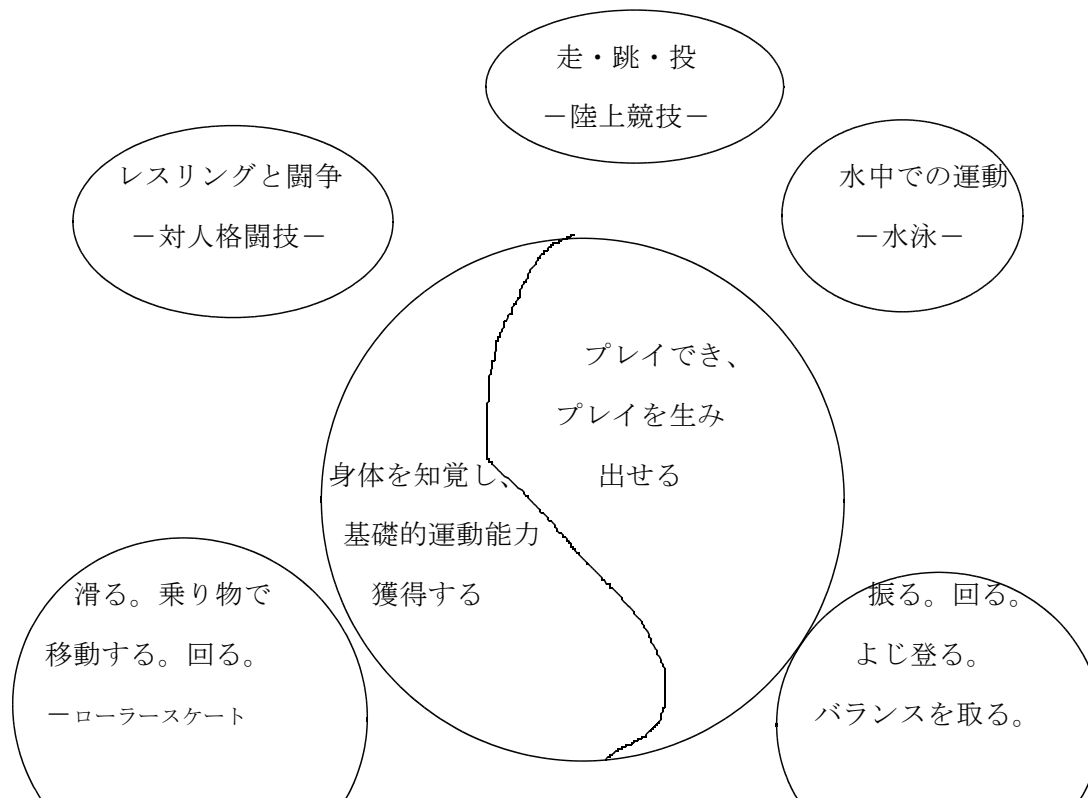 走・跳・投
－陸上競技－
レスリングと闘争
－対人格闘技－
水中での運動
－水泳－
プレイでき、
プレイを生み
出せる
身体を知覚し、
基礎的運動能力
獲得する
滑る。乗り物で
移動する。回る。
－ローラースケート
振る。回る。
よじ登る。
バランスを取る。